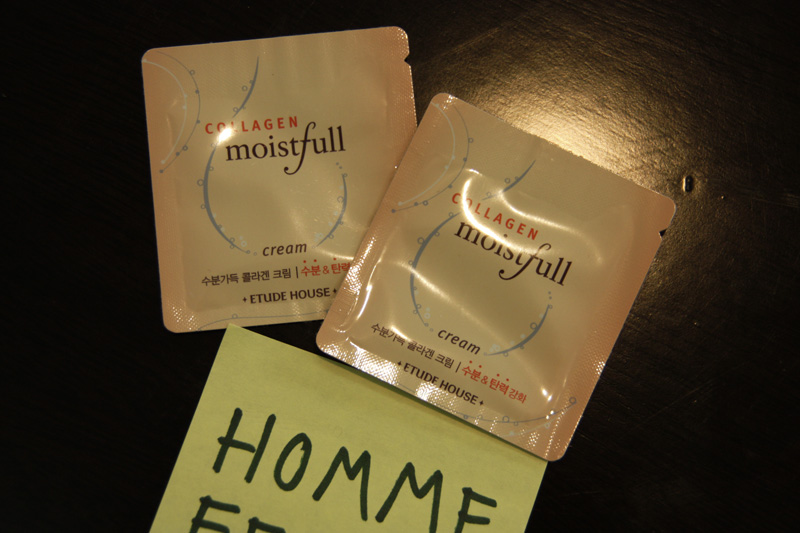 COLLAGEN
moistfull
cream
수분가득 콜라겐 크림 | 수분 & 탄력
ETUDE HOUSE
COLLAGEN
moistfull
cream
수분가득 콜라겐 크림 | 수분 & 탄력 강화
ETUDE HOUSE
HOMME